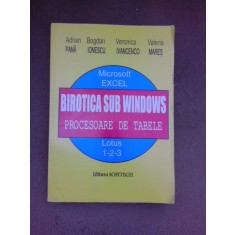 Adrian Bogdan Veronica Valeria
PANĂ IONESCU IVANCENCO MAREȘ
Microsoft
EXCEL
BIROTICA SUB WINDOWS
PROCESOARE DE TABELE
Lotus
1-2-3
Editura SOFTTECH